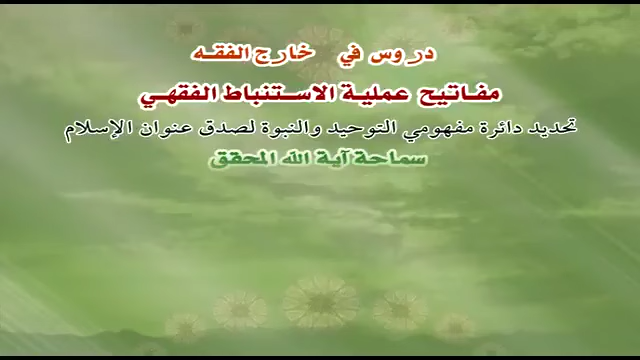 دروس في خارج الفقه
مفاتيح عملية الاستنباط الفقهي
تحديد دائرة مفهومي التوحيد والنبوة لصدق عنوان الإسلام
سماحة آية الله المحقق